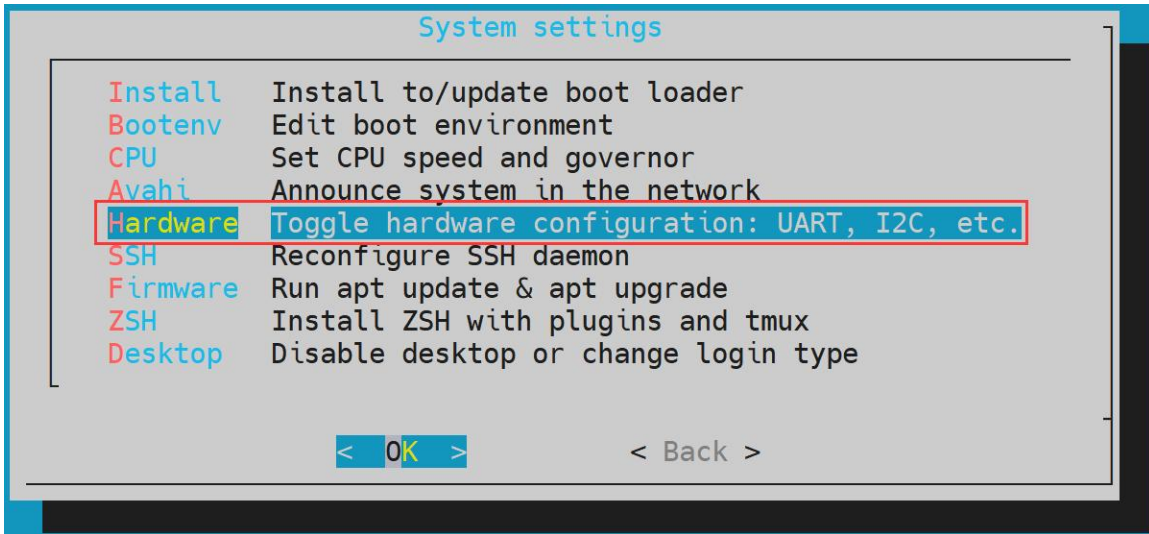 System settings
Install Install to/update boot loader
Bootenv Edit boot environment
CPU Set CPU speed and governor
Avahi Announce system in the network
Hardware Toggle hardware configuration: UART, I2C, etc.
SSH Reconfigure SSH daemon
Firmware Run apt update & apt upgrade
ZSH Install ZSH with plugins and tmux
Desktop Disable desktop or change login type
< OK > < Back >